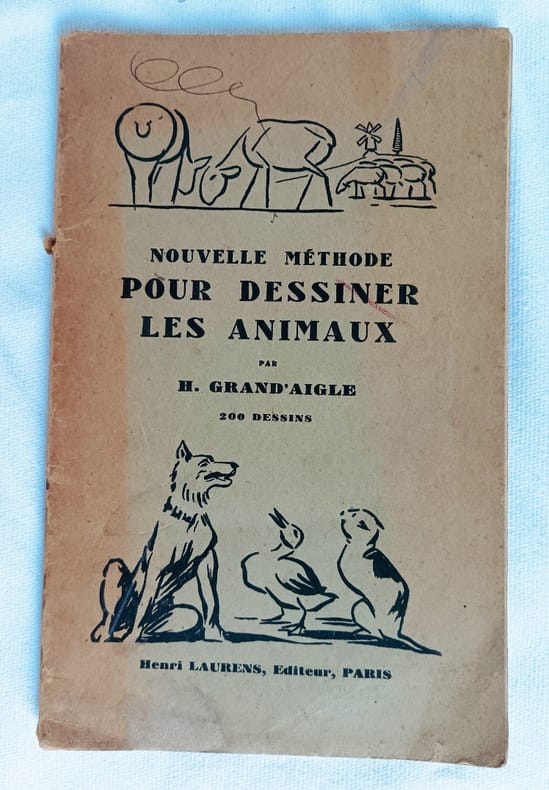 NOUVELLE MÉTHODE
POUR DESSINER
LES ANIMAUX
PAR
H. GRAND'AIGLE
200 DESSINS
Henri LAURENS, Editeur, PARIS